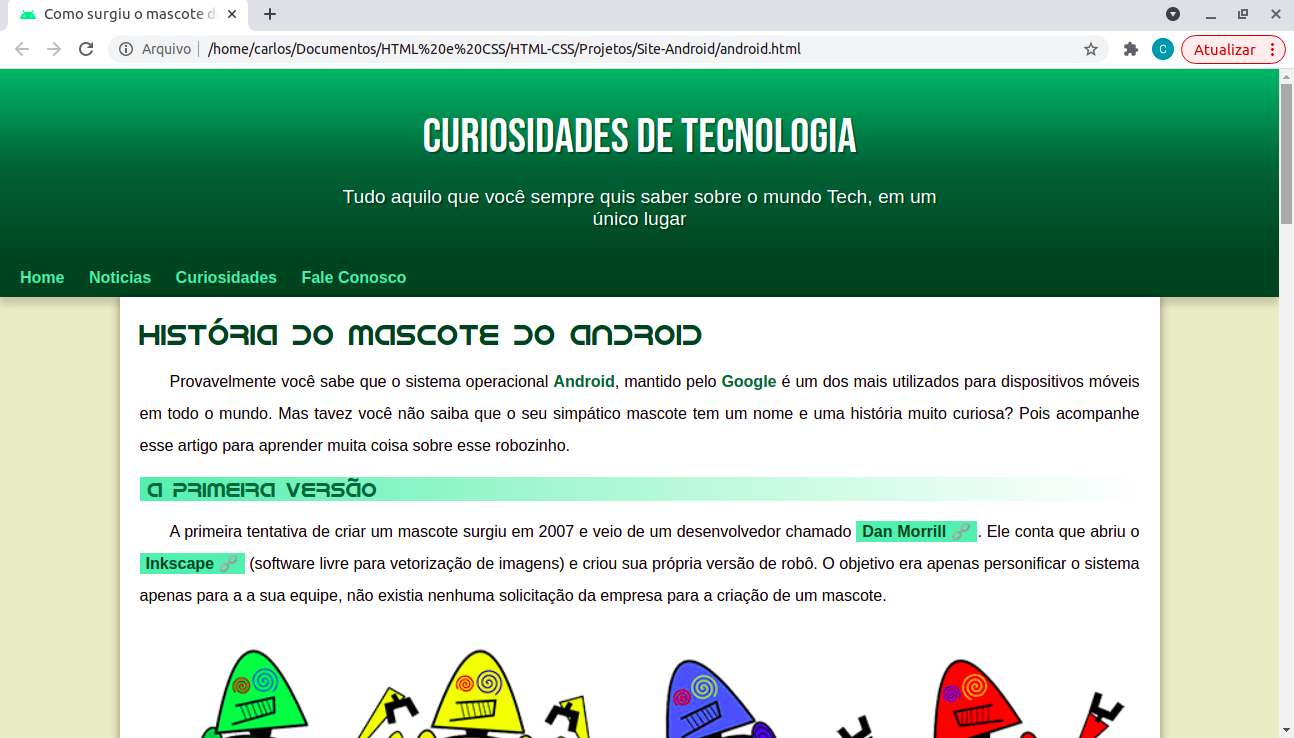 Como surgiu o mascote d
Arquivo
/home/carlos/Documentos/HTML%20e%20CSS/HTML-CSS/Projetos/Site-Android/android.html
C
Atualizar
CURIOSIDADES DE TECNOLOGIA
Tudo aquilo que você sempre quis saber sobre o mundo Tech, em um
único lugar
Home Noticias Curiosidades Fale Conosco
HISTÓRIA DO MASCOTE DO ANDROID
Provavelmente você sabe que o sistema operacional Android, mantido pelo Google é um dos mais utilizados para dispositivos móveis
em todo o mundo. Mas tavez você não saiba que o seu simpático mascote tem um nome e uma história muito curiosa? Pois acompanhe
esse artigo para aprender muita coisa sobre esse robozinho.
A PRIMEIRA VERSÃO
A primeira tentativa de criar um mascote surgiu em 2007 e veio de um desenvolvedor chamado Dan Morrill 🔗. Ele conta que abriu o
Inkscape 🔗 (software livre para vetorização de imagens) e criou sua própria versão de robô. O objetivo era apenas personificar o sistema
apenas para a a sua equipe, não existia nenhuma solicitação da empresa para a criação de um mascote.